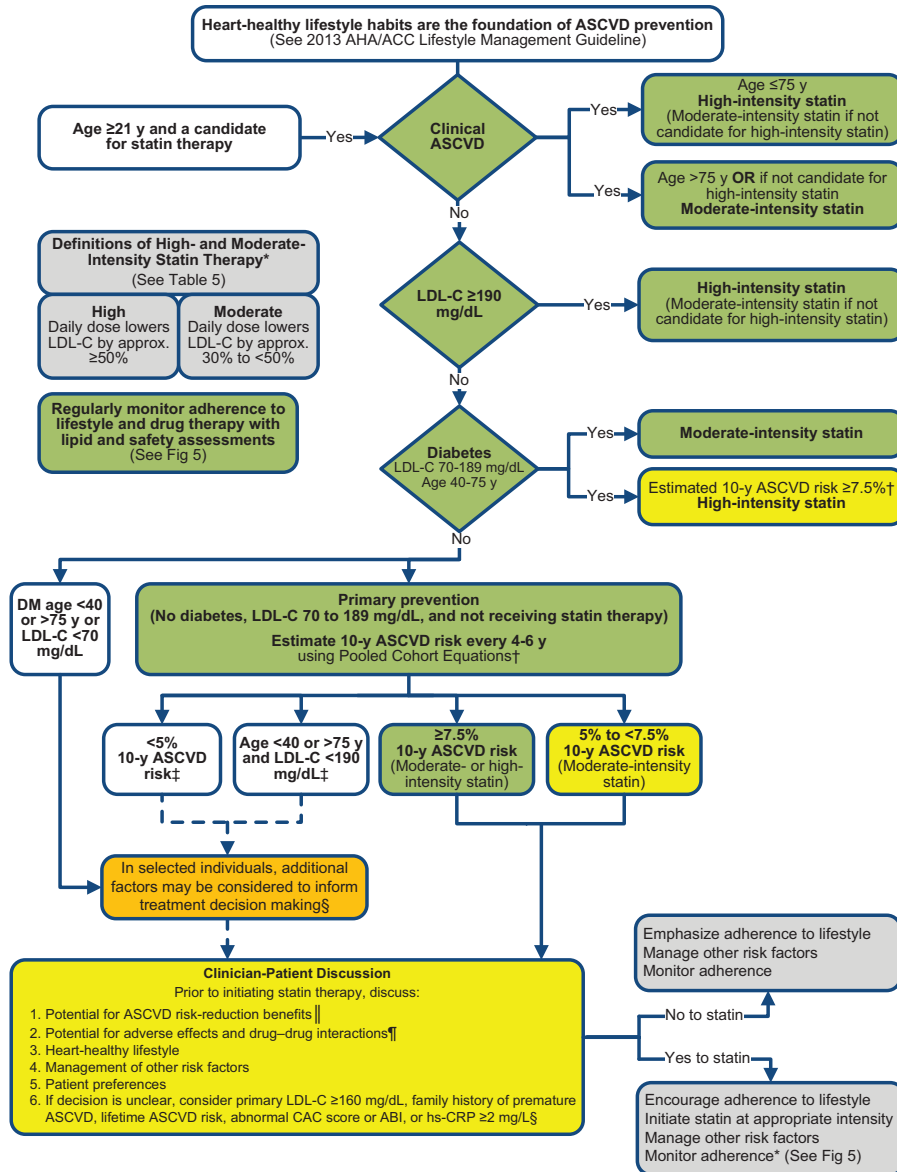 Heart-healthy lifestyle habits are the foundation of ASCVD prevention
(See 2013 AHA/ACC Lifestyle Management Guideline)
Age ≥21 y and a candidate
for statin therapy
Yes
Clinical
ASCVD
Yes
Age ≤75 y
High-intensity statin
(Moderate-intensity statin if not
candidate for high-intensity statin)
Yes
Age >75 y OR if not candidate for
high-intensity statin
Moderate-intensity statin
No
Definitions of High- and Moderate-
Intensity Statin Therapy*
(See Table 5)
High
Daily dose lowers
LDL-C by approx.
≥50%
Moderate
Daily dose lowers
LDL-C by approx.
30% to <50%
LDL-C ≥190
mg/dL
Yes
High-intensity statin
(Moderate-intensity statin if not
candidate for high-intensity statin)
No
Regularly monitor adherence to
lifestyle and drug therapy with
lipid and safety assessments
(See Fig 5)
Diabetes
LDL-C 70-189 mg/dL
Age 40-75 y
Yes
Moderate-intensity statin
Yes
Estimated 10-y ASCVD risk ≥7.5%†
High-intensity statin
No
DM age <40
or >75 y or
LDL-C <70
mg/dL
Primary prevention
(No diabetes, LDL-C 70 to 189 mg/dL, and not receiving statin therapy)
Estimate 10-y ASCVD risk every 4-6 y
using Pooled Cohort Equations†
<5%
10-y ASCVD
risk‡
Age <40 or >75 y
and LDL-C <190
mg/dL‡
≥7.5%
10-y ASCVD risk
(Moderate- or high-
intensity statin)
5% to <7.5%
10-y ASCVD risk
(Moderate-intensity
statin)
In selected individuals, additional
factors may be considered to inform
treatment decision making§
Clinician-Patient Discussion
Prior to initiating statin therapy, discuss:
1. Potential for ASCVD risk-reduction benefits‖
2. Potential for adverse effects and drug–drug interactions¶
3. Heart-healthy lifestyle
4. Management of other risk factors
5. Patient preferences
6. If decision is unclear, consider primary LDL-C ≥160 mg/dL, family history of premature
ASCVD, lifetime ASCVD risk, abnormal CAC score or ABI, or hs-CRP ≥2 mg/L§
Emphasize adherence to lifestyle
Manage other risk factors
Monitor adherence
No to statin
Yes to statin
Encourage adherence to lifestyle
Initiate statin at appropriate intensity
Manage other risk factors
Monitor adherence* (See Fig 5)